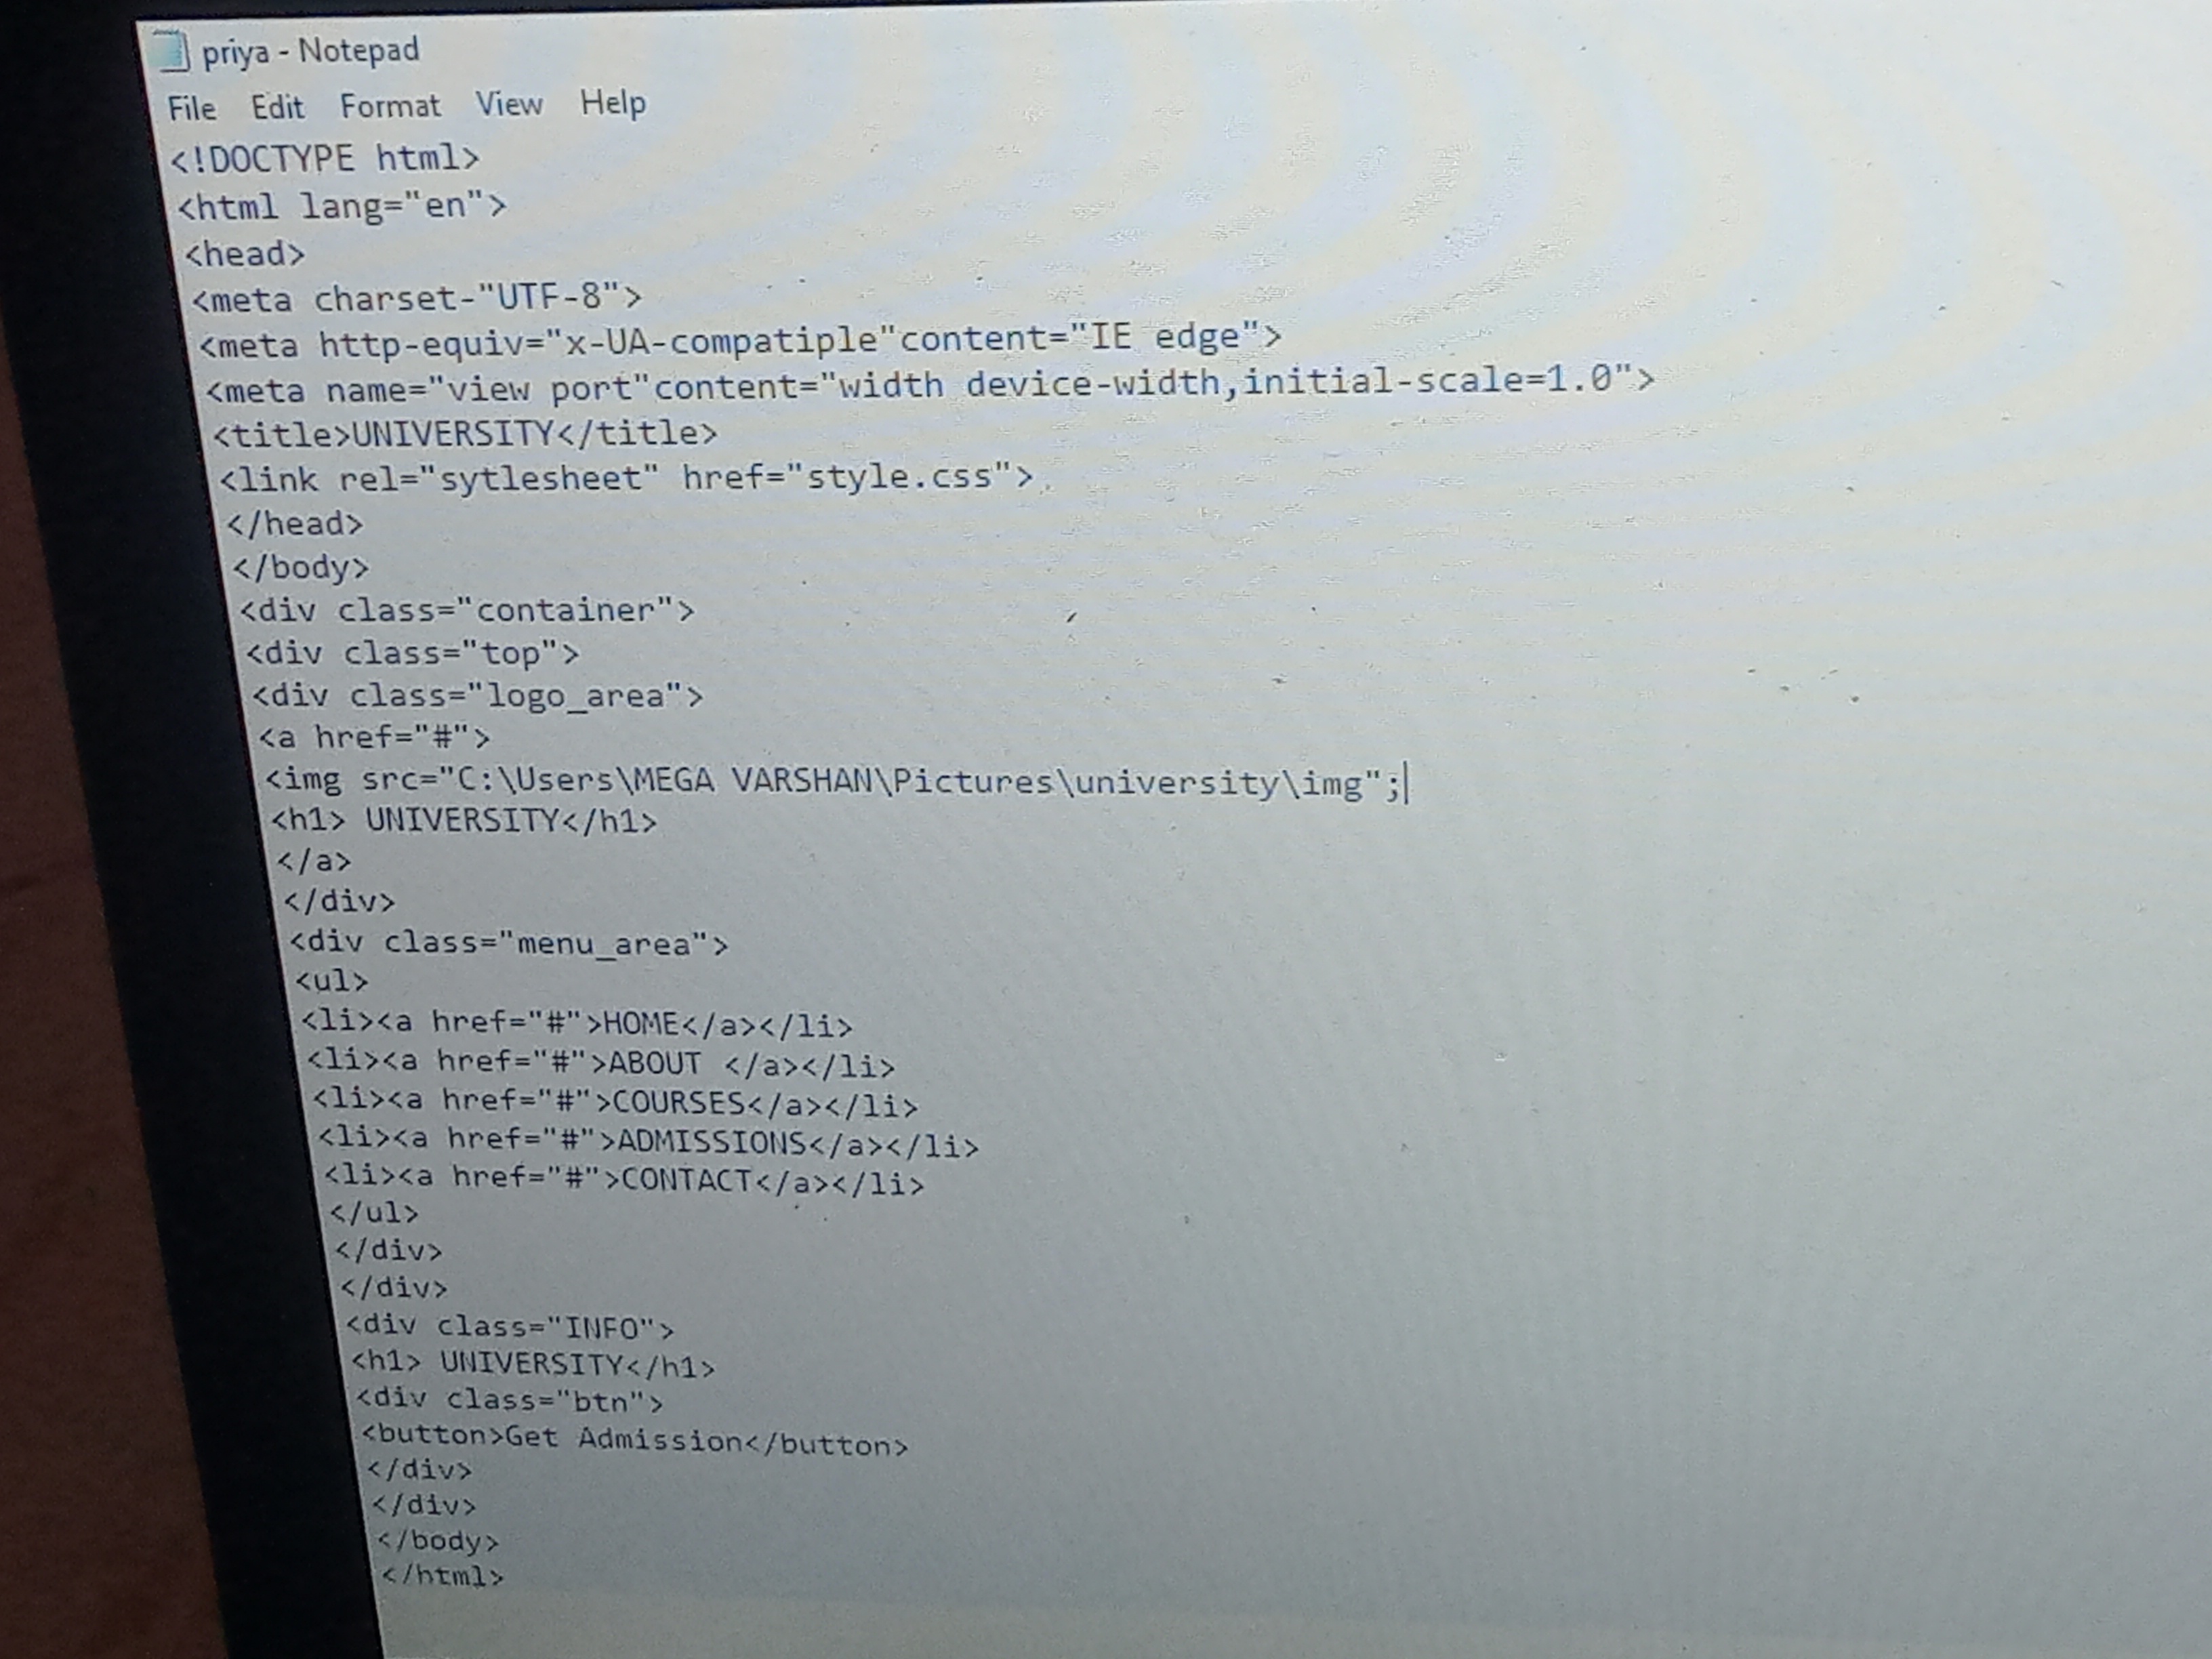 priya - Notepad
File Edit Format View Help
<!DOCTYPE html>
<html lang="en">
<head>
<meta charset-"UTF-8">
<meta http-equiv="x-UA-compatiple"content="IE edge">
<meta name="view port"content="width device-width,initial-scale=1.0">
<title>UNIVERSITY</title>
<link rel="sytlesheet" href="style.css">
</head>
</body>
<div class="container">
<div class="top">
<div class="logo_area">
<a href="#">
<img src="C:\Users\MEGA VARSHAN\Pictures\university\img";
<h1> UNIVERSITY</h1>
</a>
</div>
<div class="menu_area">
<ul>
<li><a href="#">HOME</a></li>
<li><a href="#">ABOUT </a></li>
<li><a href="#">COURSES</a></li>
<li><a href="#">ADMISSIONS</a></li>
<li><a href="#">CONTACT</a></li>
</ul>
</div>
</div>
<div class="INFO">
<h1> UNIVERSITY</h1>
<div class="btn">
<button>Get Admission</button>
</div>
</div>
</body>
</html>